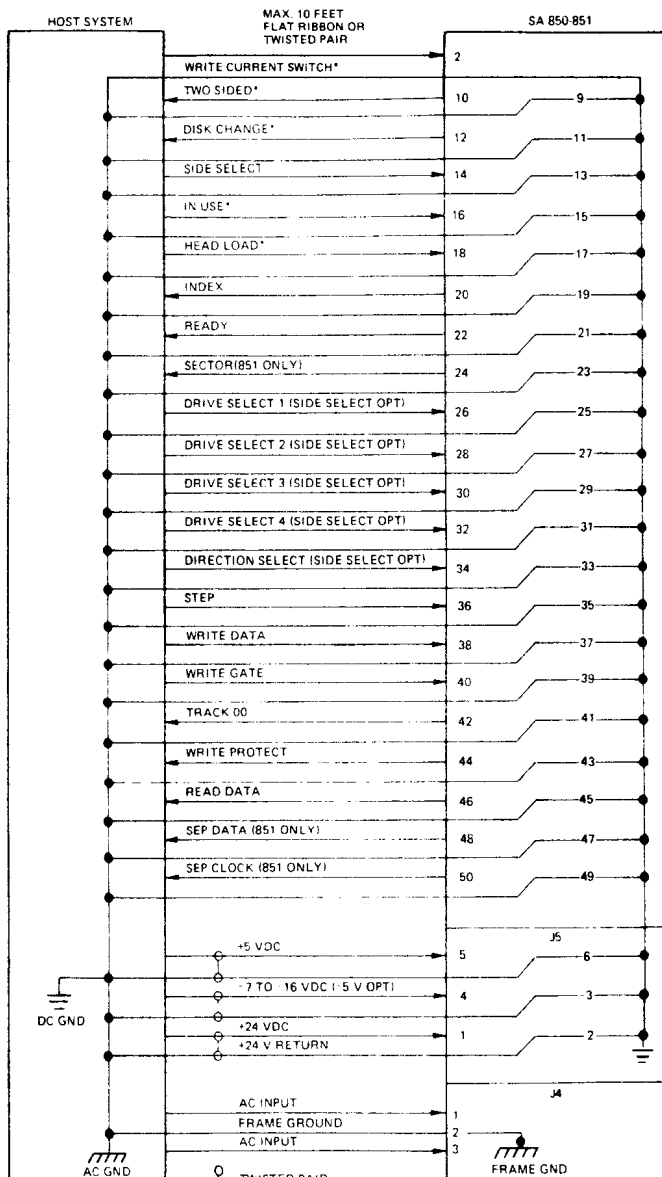 HOST SYSTEM
MAX. 10 FEET
FLAT RIBBON OR
TWISTED PAIR
SA 850-851
2
WRITE CURRENT SWITCH*
TWO SIDED*
10
9
DISK CHANGE*
12
11
SIDE SELECT
14
13
IN USE*
16
15
HEAD LOAD*
18
17
INDEX
20
19
READY
22
21
SECTOR(851 ONLY)
24
23
DRIVE SELECT 1 (SIDE SELECT OPT)
26
25
DRIVE SELECT 2 (SIDE SELECT OPT)
28
27
DRIVE SELECT 3 (SIDE SELECT OPT)
30
29
DRIVE SELECT 4 (SIDE SELECT OPT)
32
31
DIRECTION SELECT (SIDE SELECT OPT)
34
33
STEP
36
35
WRITE DATA
38
37
WRITE GATE
40
39
TRACK 00
42
41
WRITE PROTECT
44
43
READ DATA
46
45
SEP DATA (851 ONLY)
48
47
SEP CLOCK (851 ONLY)
50
49
J5
+5 VDC
5
6
-7 TO -16 VDC (-5 V OPT)
4
3
DC GND
+24 VDC
1
2
+24 V RETURN
J4
AC INPUT
1
FRAME GROUND
2
AC INPUT
3
AC GND
FRAME GND
TWISTED PAIR